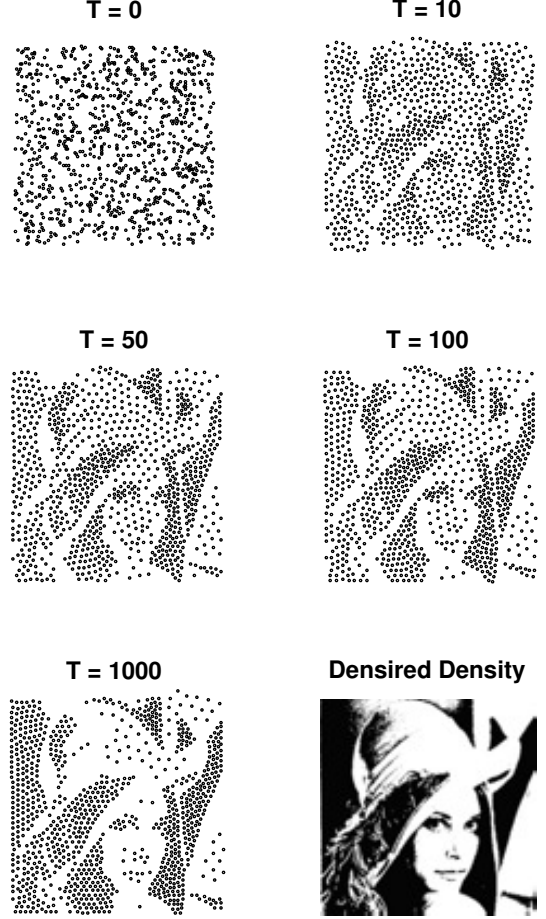 T = 0
T = 10
T = 50
T = 100
T = 1000
Densired Density